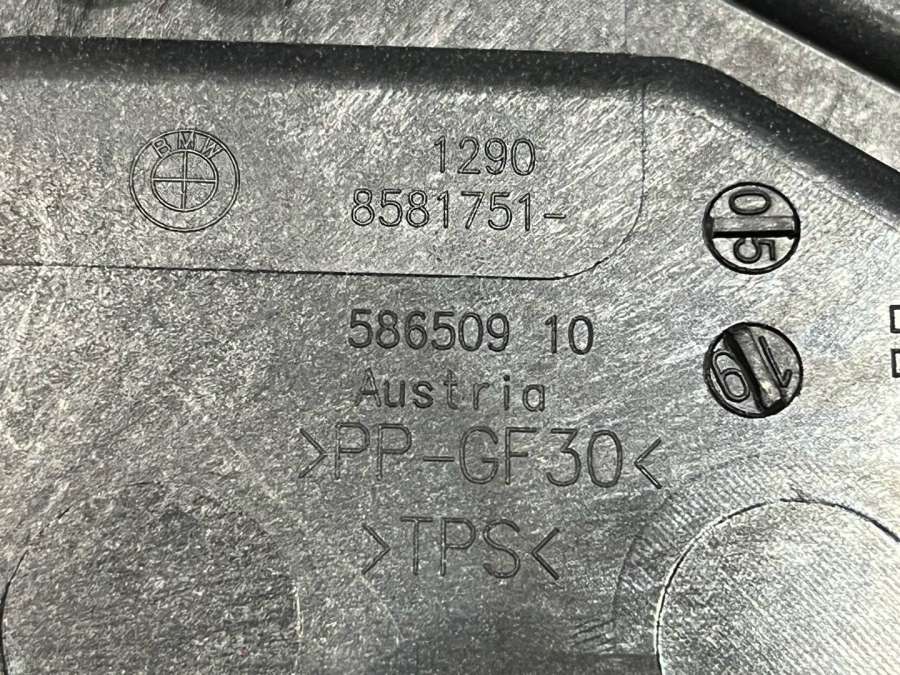 BMW
1290
8581751-
05
586509 10
Austria
19
>PP-GF30<
>TPS<